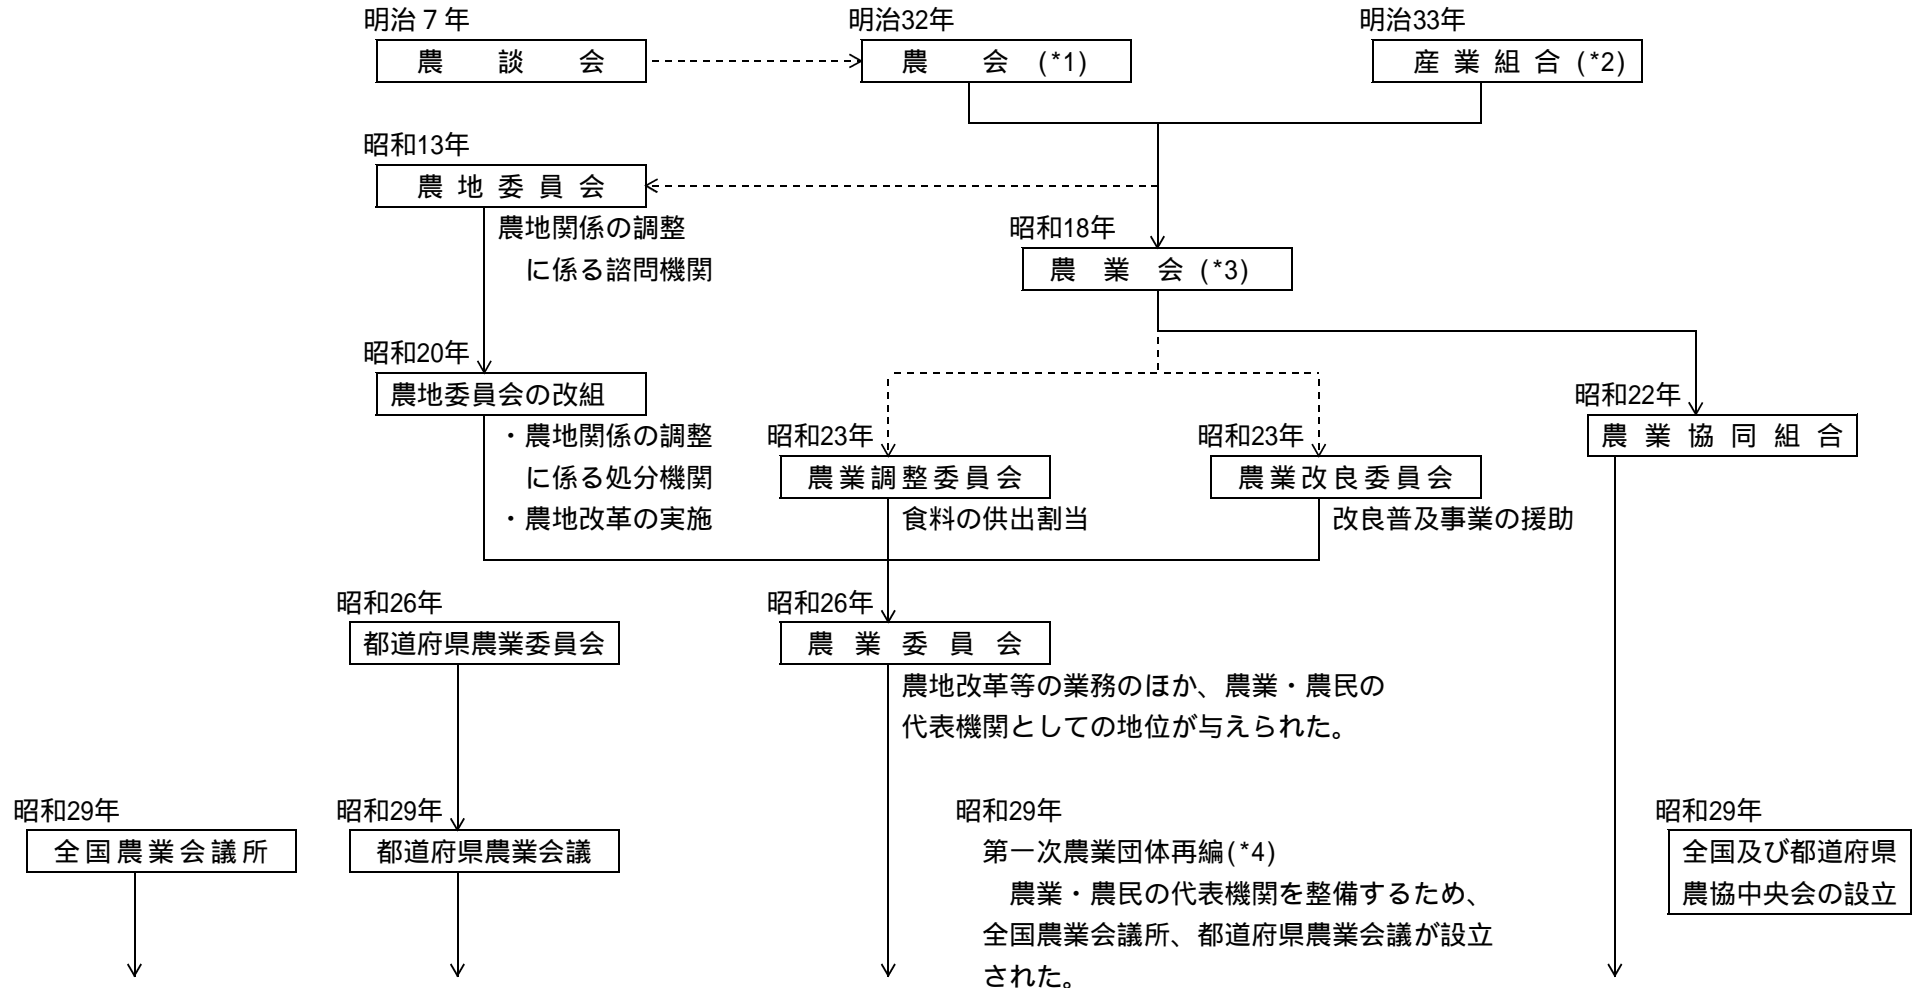 明治７年
農談会
明治32年
農会 (*1)
明治33年
産業組合 (*2)
昭和13年
農地委員会
農地関係の調整
に係る諮問機関
昭和18年
農業会 (*3)
昭和20年
農地委員会の改組
・農地関係の調整
に係る処分機関
・農地改革の実施
昭和23年
農業調整委員会
食料の供出割当
昭和23年
農業改良委員会
改良普及事業の援助
昭和22年
農業協同組合
昭和26年
都道府県農業委員会
昭和26年
農業委員会
農地改革等の業務のほか、農業・農民の
代表機関としての地位が与えられた。
昭和29年
全国農業会議所
昭和29年
都道府県農業会議
昭和29年
第一次農業団体再編(*4)
農業・農民の代表機関を整備するため、
全国農業会議所、都道府県農業会議が設立
された。
昭和29年
全国及び都道府県
農協中央会の設立